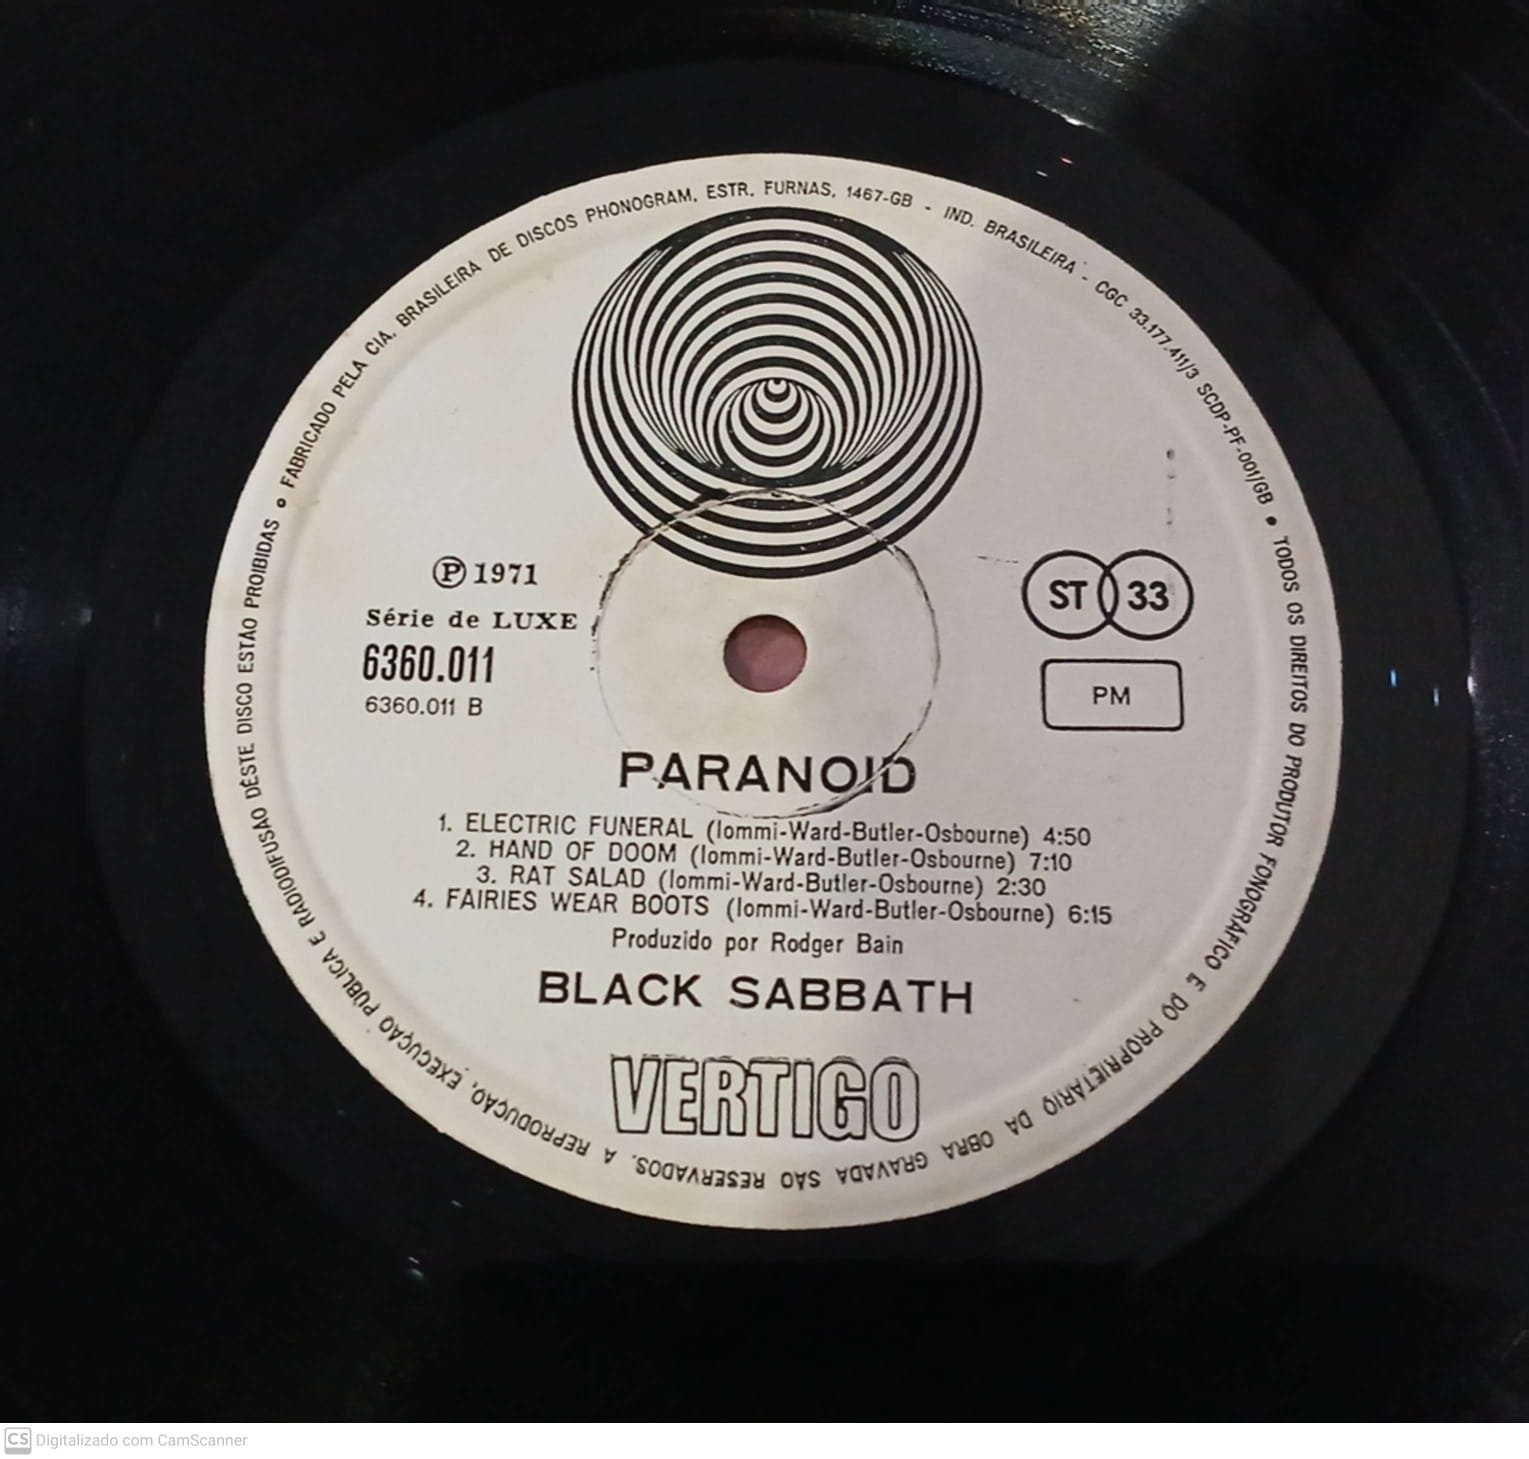 FABRICADO PELA CIA. BRASILEIRA DE DISCOS PHONOGRAM, ESTR. FURNAS, 1467-GB - IND. BRASILEIRA - CGC 33.177.411/3 SCDP-PF-001/GB • TODOS OS DIREITOS DO PRODUTOR FONOGRÁFICO E DO PROPRIETÁRIO DA OBRA GRAVADA SÃO RESERVADOS. A REPRODUÇÃO, EXECUÇÃO PÚBLICA E RADIODIFUSÃO DÊSTE DISCO ESTÃO PROIBIDAS •
Ⓟ 1971
Série de LUXE
6360.011
6360.011 B
ST 33
PM
PARANOID
1. ELECTRIC FUNERAL (Iommi-Ward-Butler-Osbourne) 4:50
2. HAND OF DOOM (Iommi-Ward-Butler-Osbourne) 7:10
3. RAT SALAD (Iommi-Ward-Butler-Osbourne) 2:30
4. FAIRIES WEAR BOOTS (Iommi-Ward-Butler-Osbourne) 6:15
Produzido por Rodger Bain
BLACK SABBATH
VERTIGO
CS Digitalizado com CamScanner